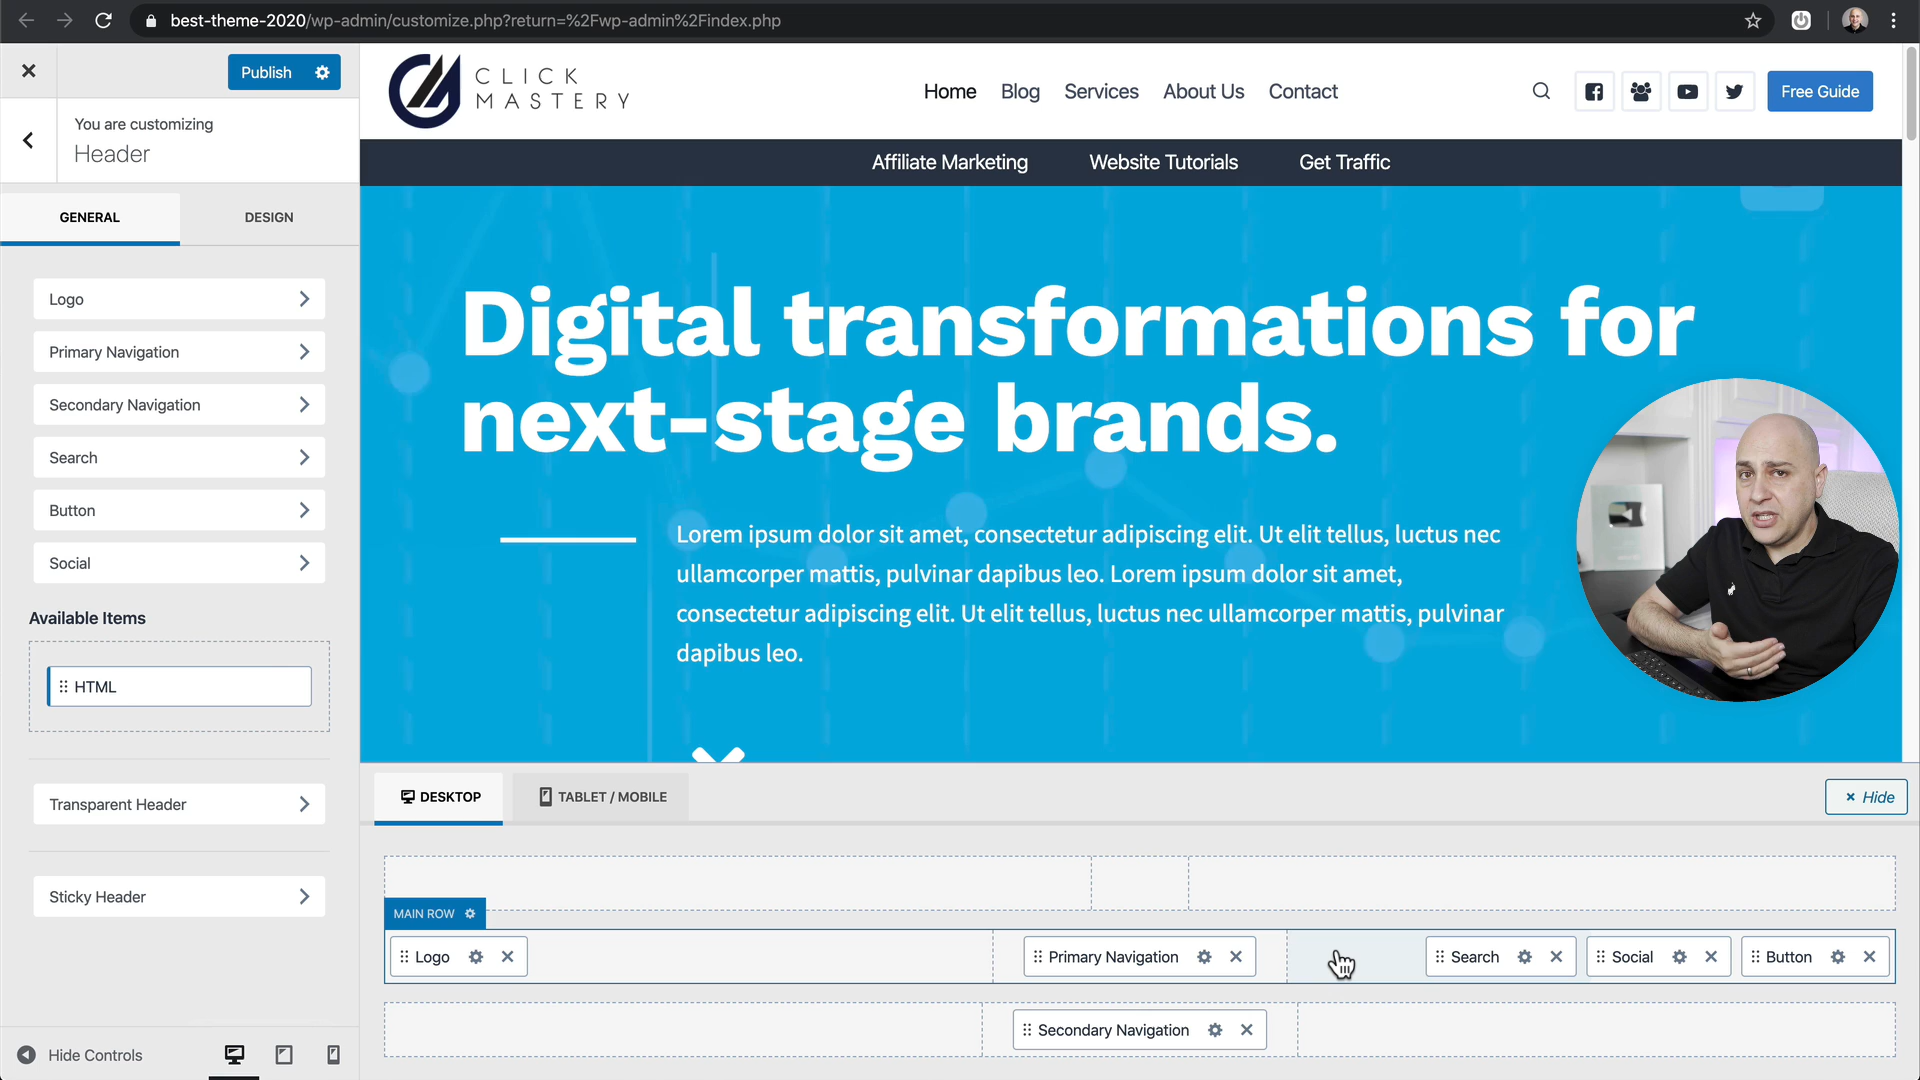 best-theme-2020/wp-admin/customize.php?return=%2Fwp-admin%2Findex.php
Publish
You are customizing
Header
GENERAL
DESIGN
Logo
Primary Navigation
Secondary Navigation
Search
Button
Social
Available Items
HTML
Transparent Header
Sticky Header
Hide Controls
CLICK
MASTERY
Home
Blog
Services
About Us
Contact
Free Guide
Affiliate Marketing
Website Tutorials
Get Traffic
Digital transformations for
next-stage brands.
Lorem ipsum dolor sit amet, consectetur adipiscing elit. Ut elit tellus, luctus nec
ullamcorper mattis, pulvinar dapibus leo. Lorem ipsum dolor sit amet,
consectetur adipiscing elit. Ut elit tellus, luctus nec ullamcorper mattis, pulvinar
dapibus leo.
DESKTOP
TABLET / MOBILE
Hide
MAIN ROW
Logo
Primary Navigation
Search
Social
Button
Secondary Navigation